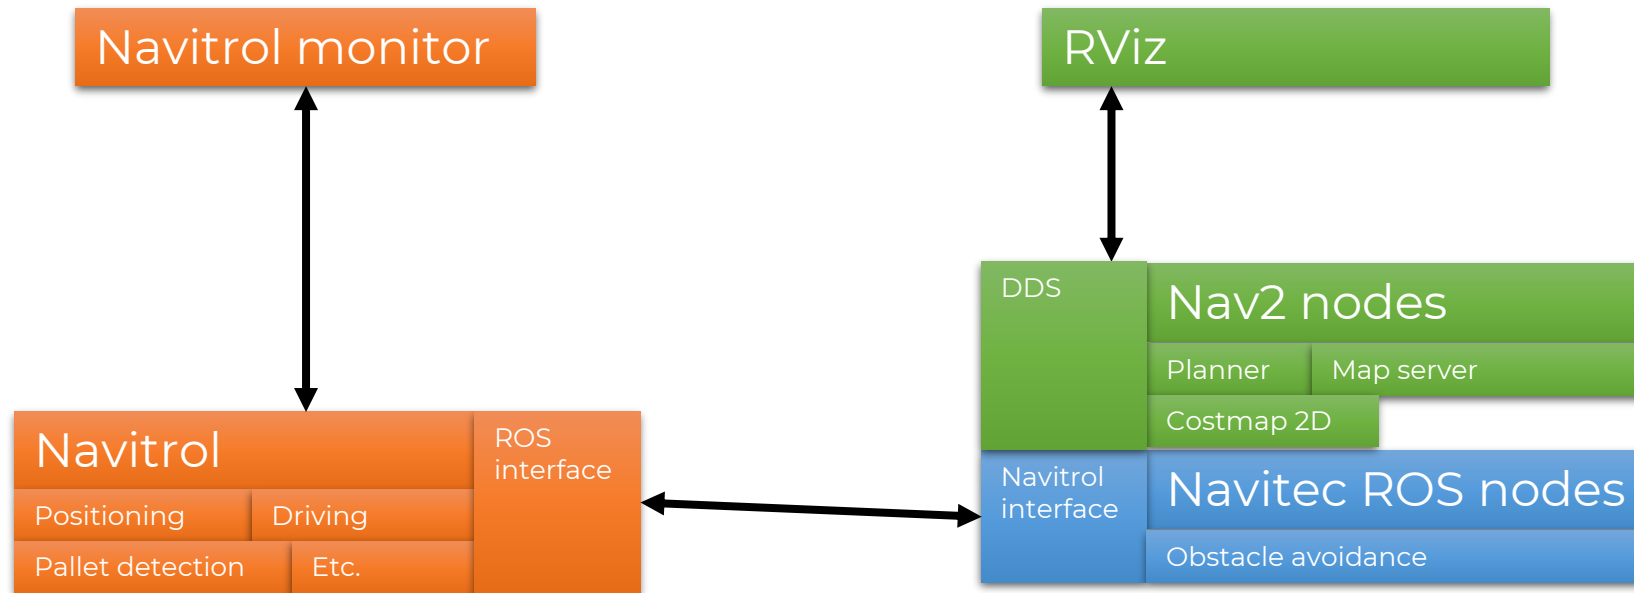 Navitrol monitor
RViz
DDS
Nav2 nodes
Planner
Map server
Costmap 2D
Navitrol
ROS
interface
Positioning
Driving
Pallet detection
Etc.
Navitrol
interface
Navitec ROS nodes
Obstacle avoidance